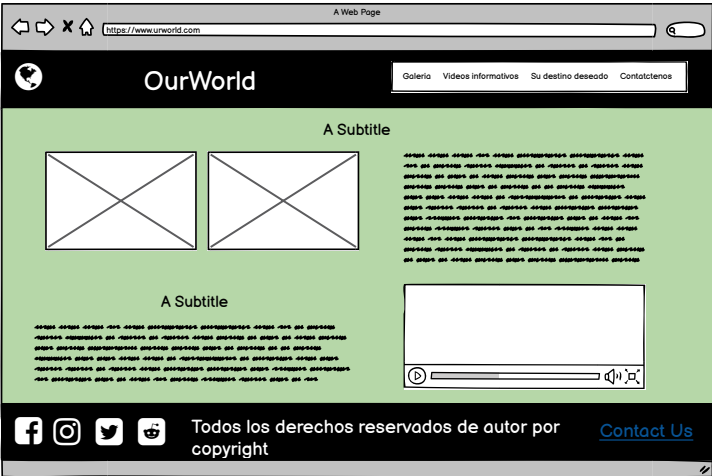 A Web Page
https://www.urworld.com
OurWorld
Galeria Videos informativos Su destino deseado Contatctenos
A Subtitle
A Subtitle
Todos los derechos reservados de autor por
copyright
Contact Us